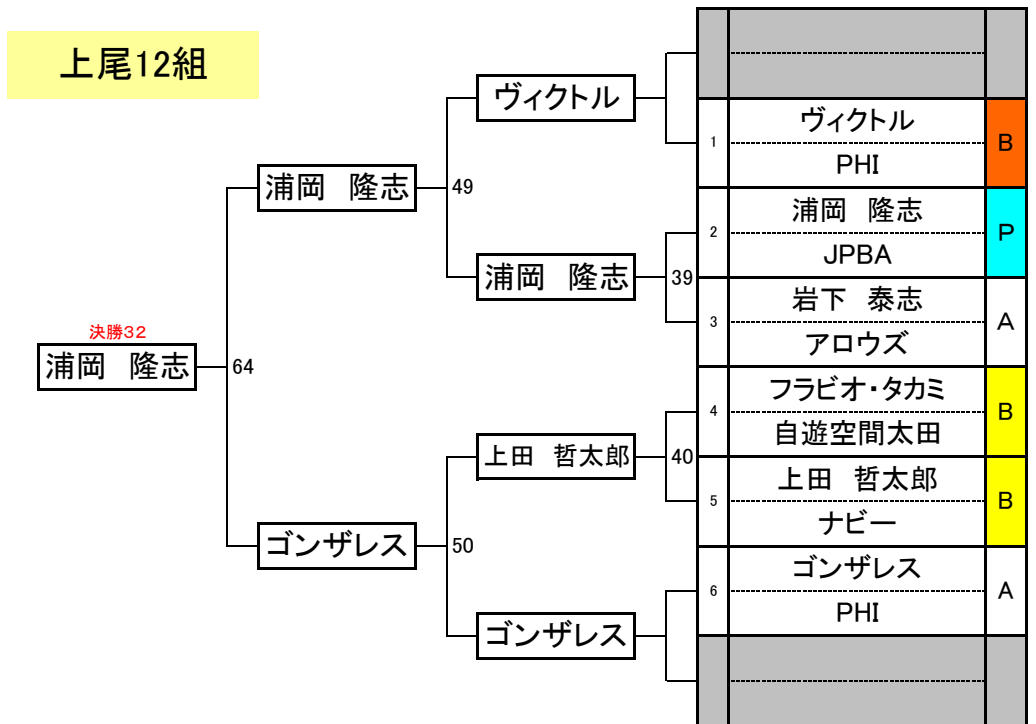 上尾12組
決勝32
浦岡　隆志
64
浦岡　隆志
49
ゴンザレス
50
ヴィクトル
浦岡　隆志
39
上田　哲太郎
40
ゴンザレス
1
ヴィクトル
PHI
B
2
浦岡　隆志
JPBA
P
3
岩下　泰志
アロウズ
A
4
フラビオ・タカミ
自遊空間太田
B
5
上田　哲太郎
ナビー
B
6
ゴンザレス
PHI
A